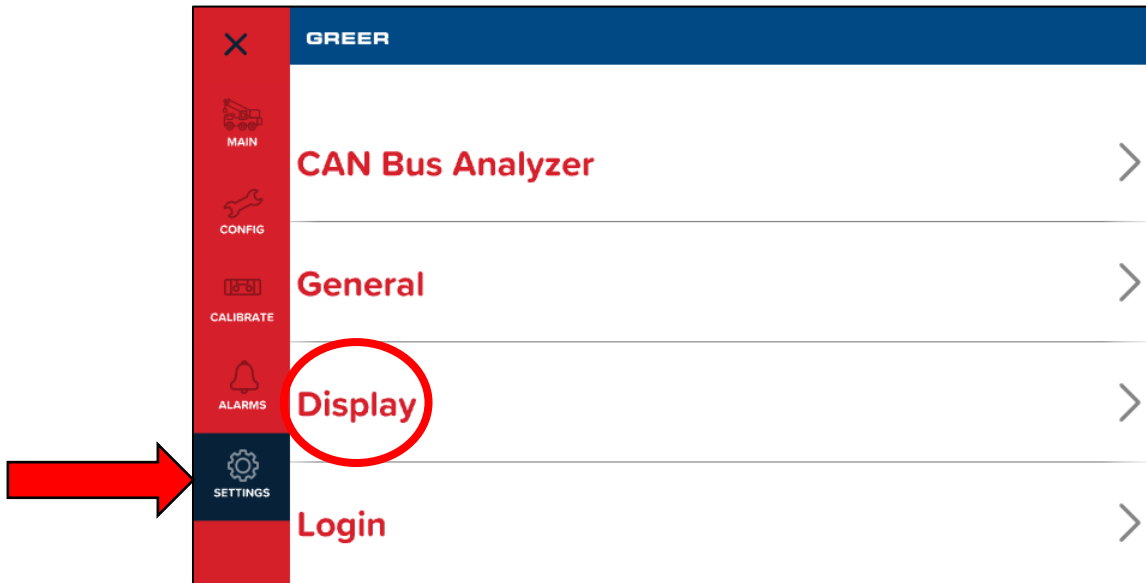 GREER
MAIN
CONFIG
CALIBRATE
ALARMS
SETTINGS
CAN Bus Analyzer
General
Display
Login